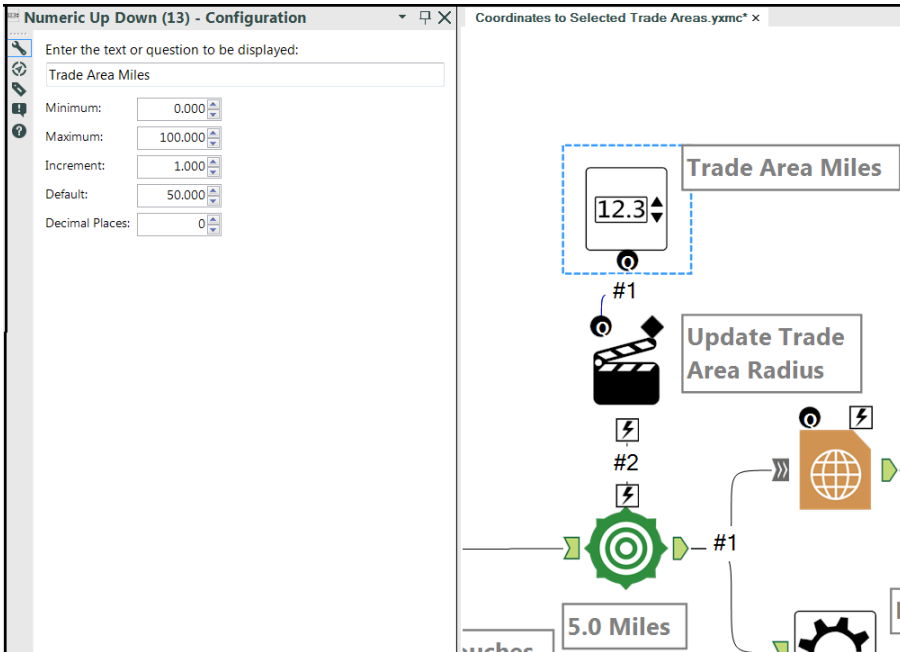 Numeric Up Down (13) - Configuration
Enter the text or question to be displayed:
Trade Area Miles
Minimum: 0.000
Maximum: 100.000
Increment: 1.000
Default: 50.000
Decimal Places: 0
Coordinates to Selected Trade Areas.yxmc* ×
Trade Area Miles
12.3
Q
#1
Q
Update Trade
Area Radius
Q
#2
#1
5.0 Miles